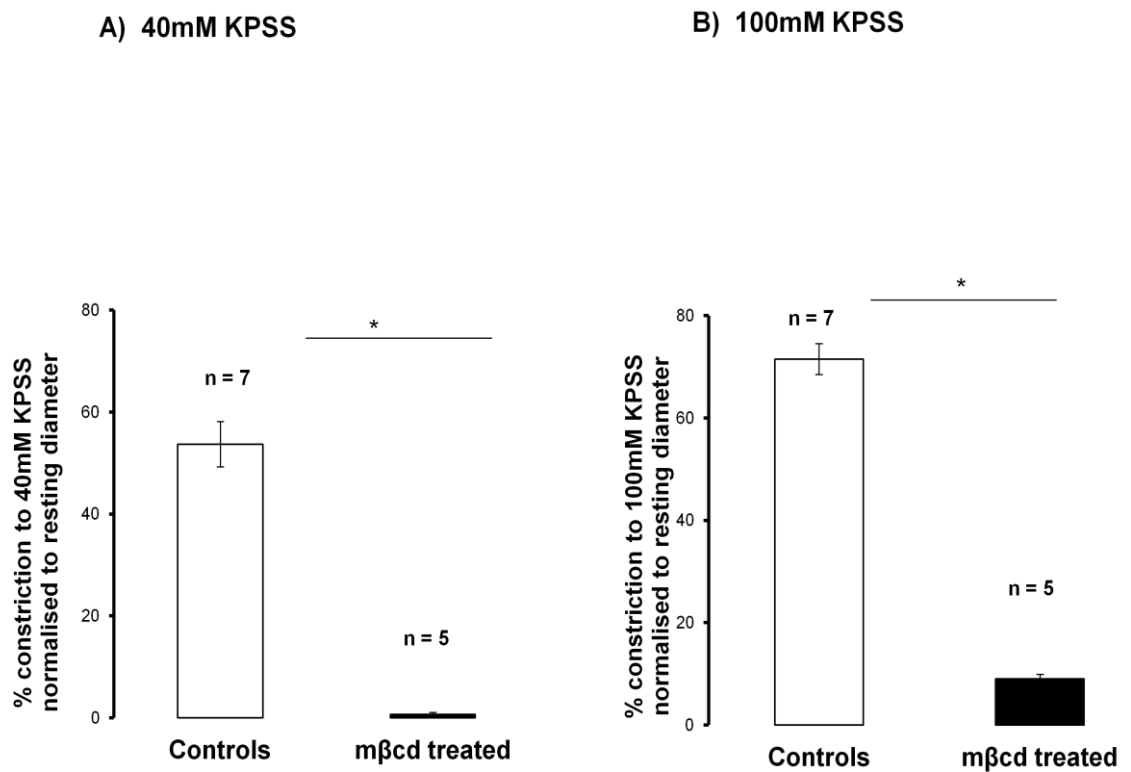 A) 40mM KPSS
% constriction to 40mM KPSS
normalised to resting diameter
80
60
40
20
0
*
n = 7
n = 5
Controls
mβcd treated
B) 100mM KPSS
% constriction to 100mM KPSS
normalised to resting diameter
80
60
40
20
0
*
n = 7
n = 5
Controls
mβcd treated